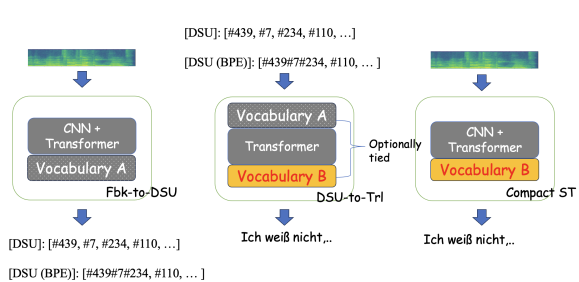 [DSU]: [#439, #7, #234, #110, …]
[DSU (BPE)]: [#439#7#234, #110, … ]
CNN +
Transformer
Vocabulary A
Fbk-to-DSU
[DSU]: [#439, #7, #234, #110, …]
[DSU (BPE)]: [#439#7#234, #110, … ]
Vocabulary A
Transformer
Vocabulary B
Optionally
tied
DSU-to-Trl
Ich weiß nicht,..
CNN +
Transformer
Vocabulary B
Compact ST
Ich weiß nicht,..